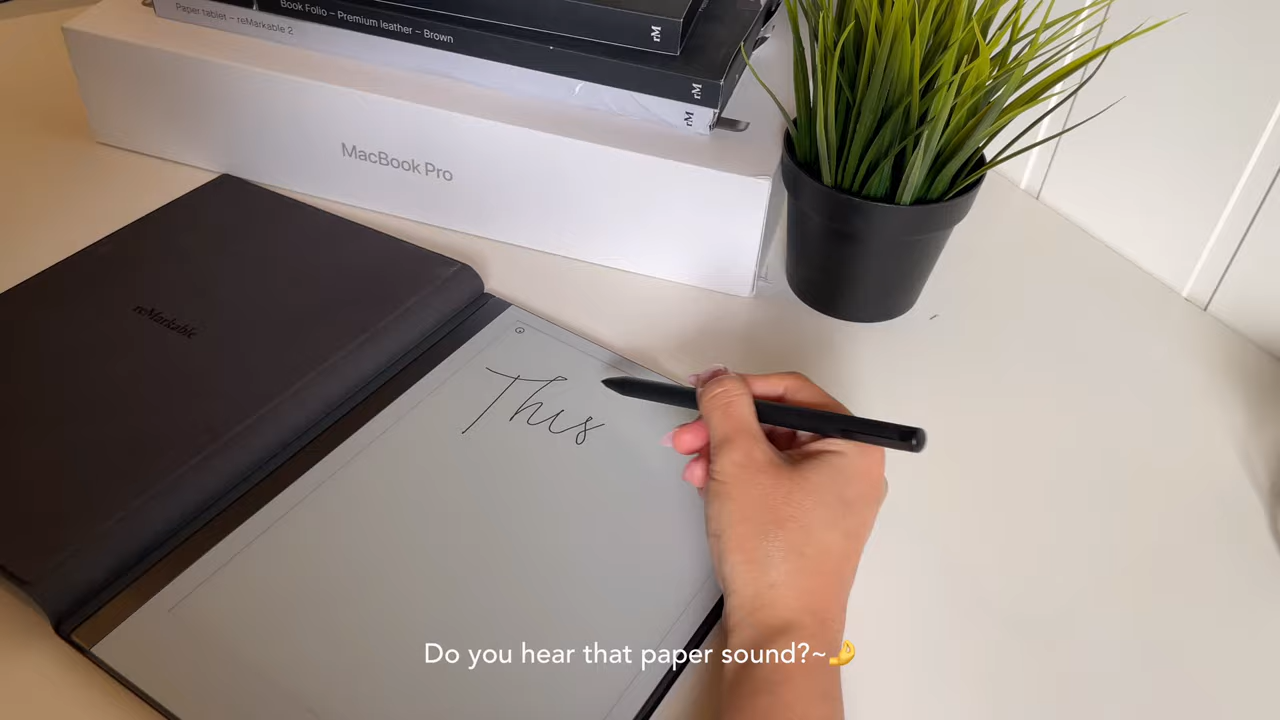 Book Folio – Premium leather – Brown
rM
Paper tablet – reMarkable 2
rM
rM
MacBook Pro
reMarkable
This
Do you hear that paper sound?~🤌